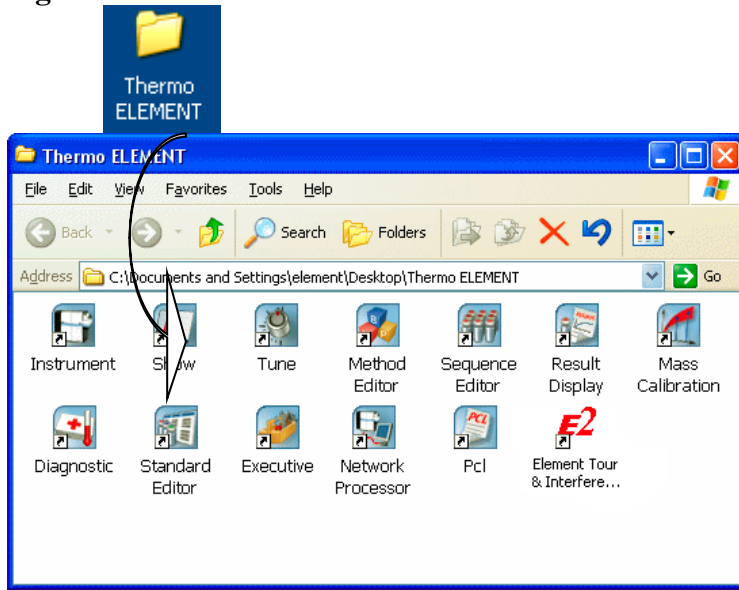 Thermo
ELEMENT
Thermo ELEMENT
File Edit View Favorites Tools Help
Back Search Folders
Address C:\Documents and Settings\element\Desktop\Thermo ELEMENT Go
Instrument Show Tune Method Editor Sequence Editor Result Display Mass Calibration
Diagnostic Standard Editor Executive Network Processor Pcl Element Tour & Interfere...
PCL
E2